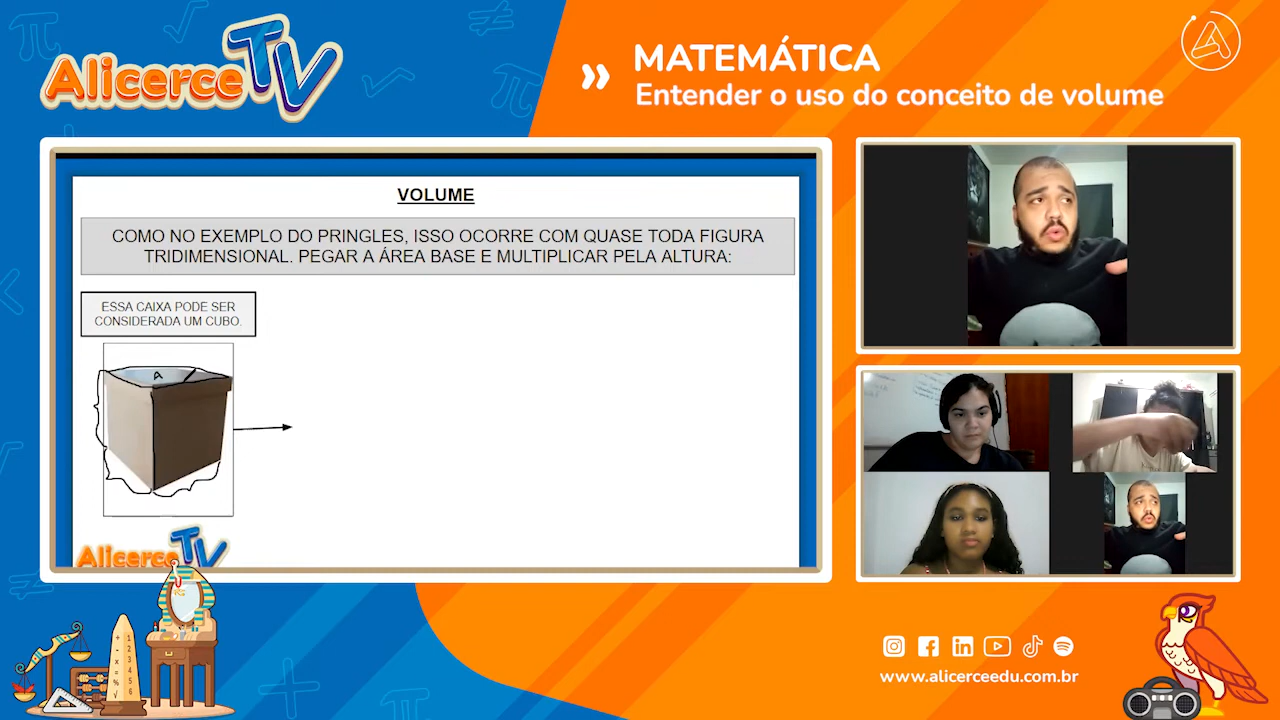 AlicerceTV
MATEMÁTICA
Entender o uso do conceito de volume
VOLUME
COMO NO EXEMPLO DO PRINGLES, ISSO OCORRE COM QUASE TODA FIGURA
TRIDIMENSIONAL. PEGAR A ÁREA BASE E MULTIPLICAR PELA ALTURA:
ESSA CAIXA PODE SER
CONSIDERADA UM CUBO.
A
AlicerceTV
www.alicerceedu.com.br